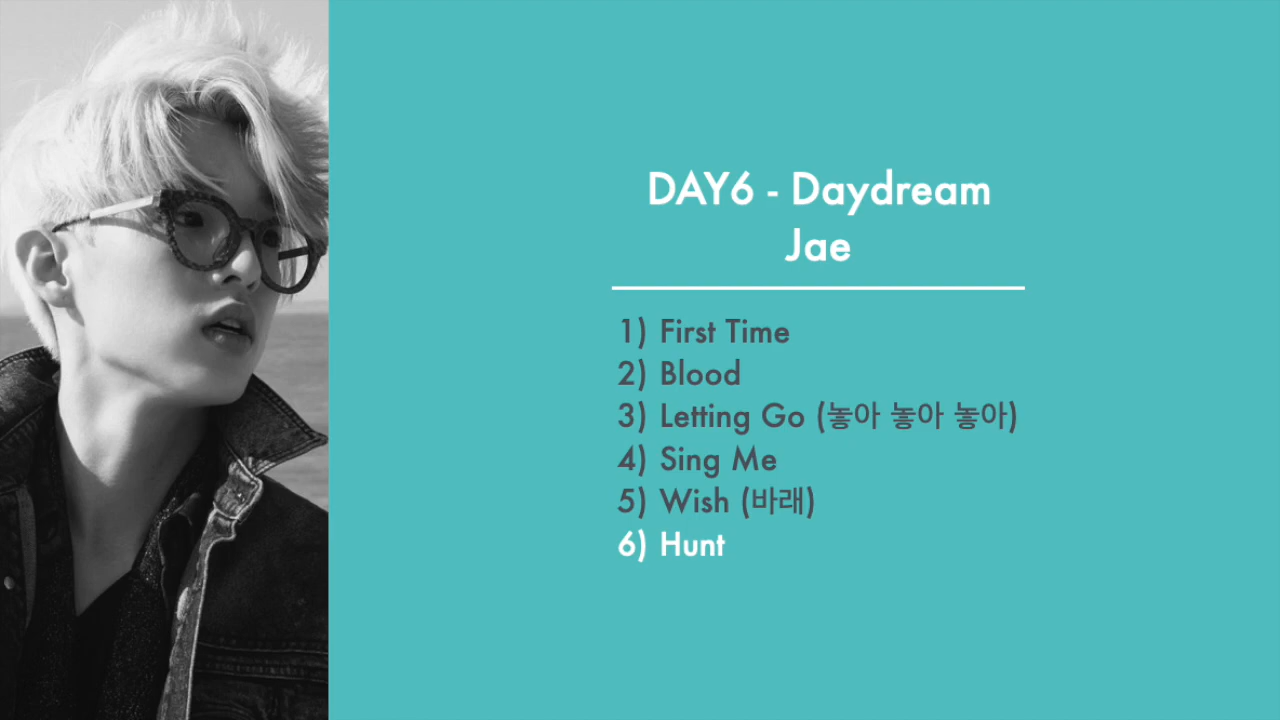 DAY6 - Daydream
Jae
1) First Time
2) Blood
3) Letting Go (놓아 놓아 놓아)
4) Sing Me
5) Wish (바래)
6) Hunt